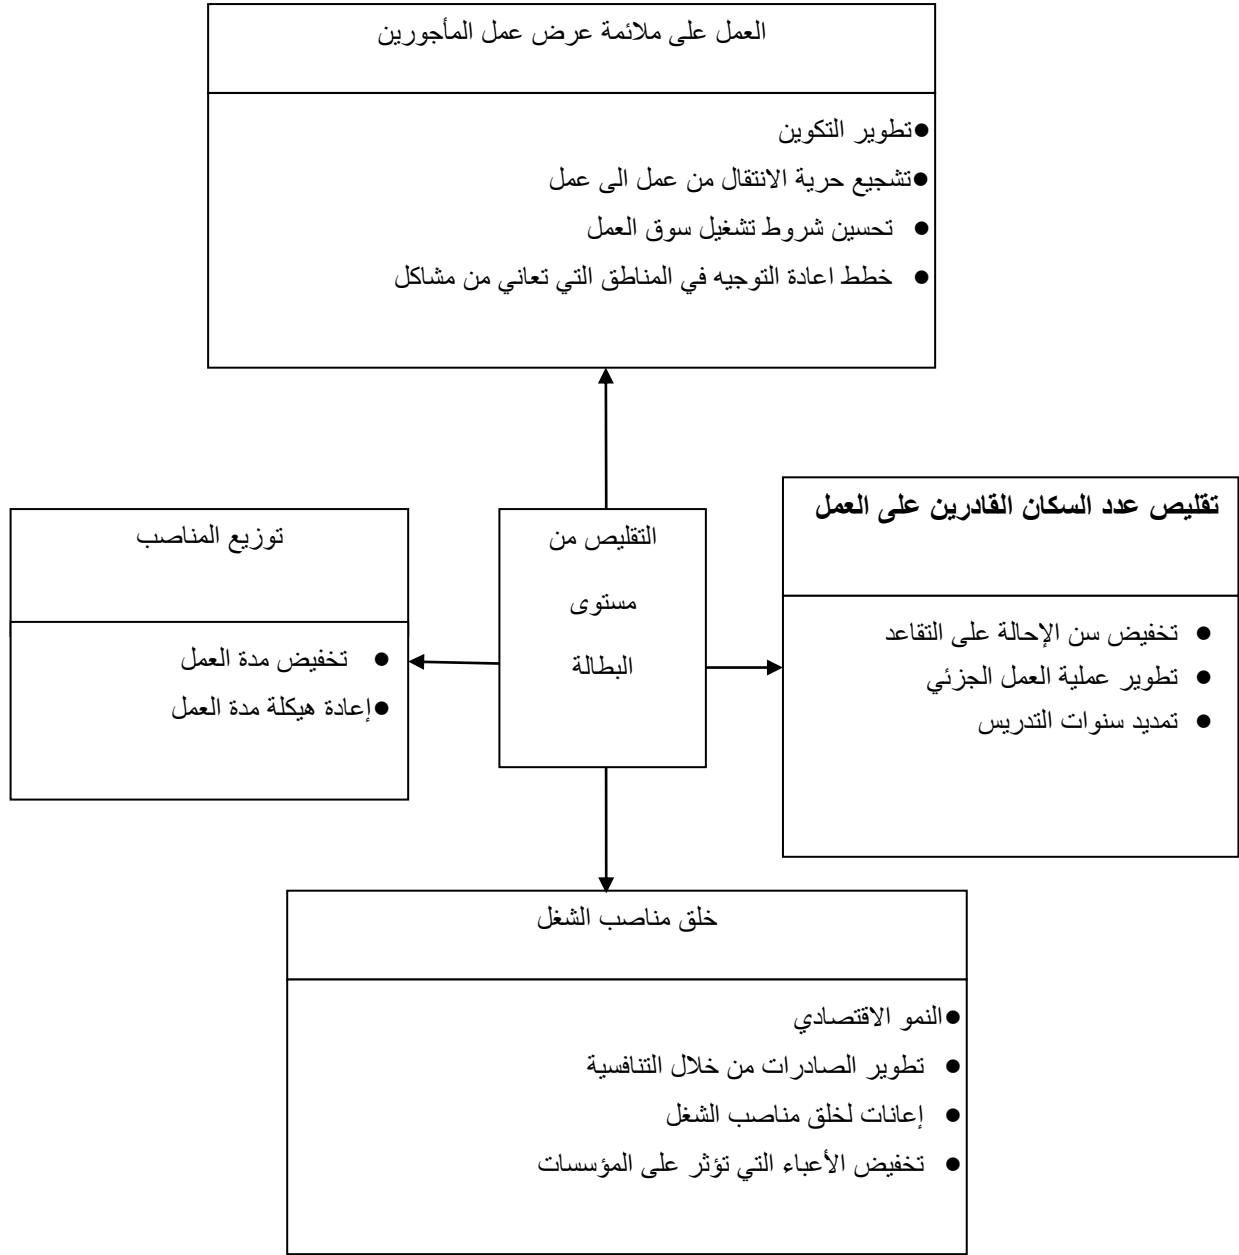 العمل على ملائمة عرض عمل المأجورين
●تطوير التكوين
●تشجيع حرية الانتقال من عمل الى عمل
● تحسين شروط تشغيل سوق العمل
● خطط اعادة التوجيه في المناطق التي تعاني من مشاكل
تقليص عدد السكان القادرين على العمل
● تخفيض سن الإحالة على التقاعد
● تطوير عملية العمل الجزئي
● تمديد سنوات التدريس
التقليص من
مستوى
البطالة
توزيع المناصب
● تخفيض مدة العمل
●إعادة هيكلة مدة العمل
خلق مناصب الشغل
●النمو الاقتصادي
● تطوير الصادرات من خلال التنافسية
● إعانات لخلق مناصب الشغل
● تخفيض الأعباء التي تؤثر على المؤسسات